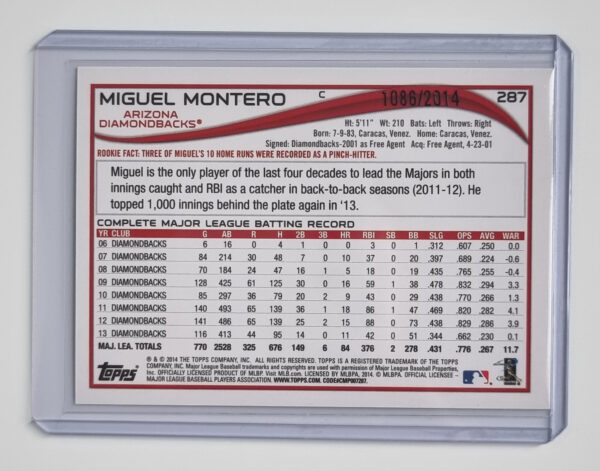 MIGUEL MONTERO C 1086/2014 287
ARIZONA
DIAMONDBACKS®
Ht: 5'11" Wt: 210 Bats: Left Throws: Right
Born: 7-9-83, Caracas, Venez. Home: Caracas, Venez.
Signed: Diamondbacks-2001 as Free Agent Acq: Free Agent, 4-23-01
ROOKIE FACT: THREE OF MIGUEL'S 10 HOME RUNS WERE RECORDED AS A PINCH-HITTER.
Miguel is the only player of the last four decades to lead the Majors in both
innings caught and RBI as a catcher in back-to-back seasons (2011-12). He
topped 1,000 innings behind the plate again in '13.
COMPLETE MAJOR LEAGUE BATTING RECORD
YR CLUB G AB R H 2B 3B HR RBI SB BB SLG OPS AVG WAR
06 DIAMONDBACKS 6 16 0 4 1 0 0 3 0 1 .312 .607 .250 0.0
07 DIAMONDBACKS 84 214 30 48 7 0 10 37 0 20 .397 .689 .224 -0.6
08 DIAMONDBACKS 70 184 24 47 16 1 5 18 0 19 .435 .765 .255 -0.4
09 DIAMONDBACKS 128 425 61 125 30 0 16 59 1 38 .478 .832 .294 3.3
10 DIAMONDBACKS 85 297 36 79 20 2 9 43 0 29 .438 .770 .266 1.3
11 DIAMONDBACKS 140 493 65 139 36 1 18 86 1 47 .469 .820 .282 4.1
12 DIAMONDBACKS 141 486 65 139 25 2 15 88 0 73 .438 .829 .286 3.9
13 DIAMONDBACKS 116 413 44 95 14 0 11 42 0 51 .344 .662 .230 0.1
MAJ. LEA. TOTALS 770 2528 325 676 149 6 84 376 2 278 .431 .776 .267 11.7
® & © 2014 THE TOPPS COMPANY, INC. ALL RIGHTS RESERVED. TOPPS IS A REGISTERED TRADEMARK OF THE TOPPS
COMPANY, INC. Major League Baseball trademarks and copyrights are used with permission of Major League Baseball Properties,
Inc. OFFICIALLY LICENSED PRODUCT OF MLBP. Visit MLB.com. LICENSED BY MLBPA, 2014. © MLBPA. OFFICIAL LICENSEE –
MAJOR LEAGUE BASEBALL PLAYERS ASSOCIATION. WWW.TOPPS.COM. CODE#CMP007207.
Topps